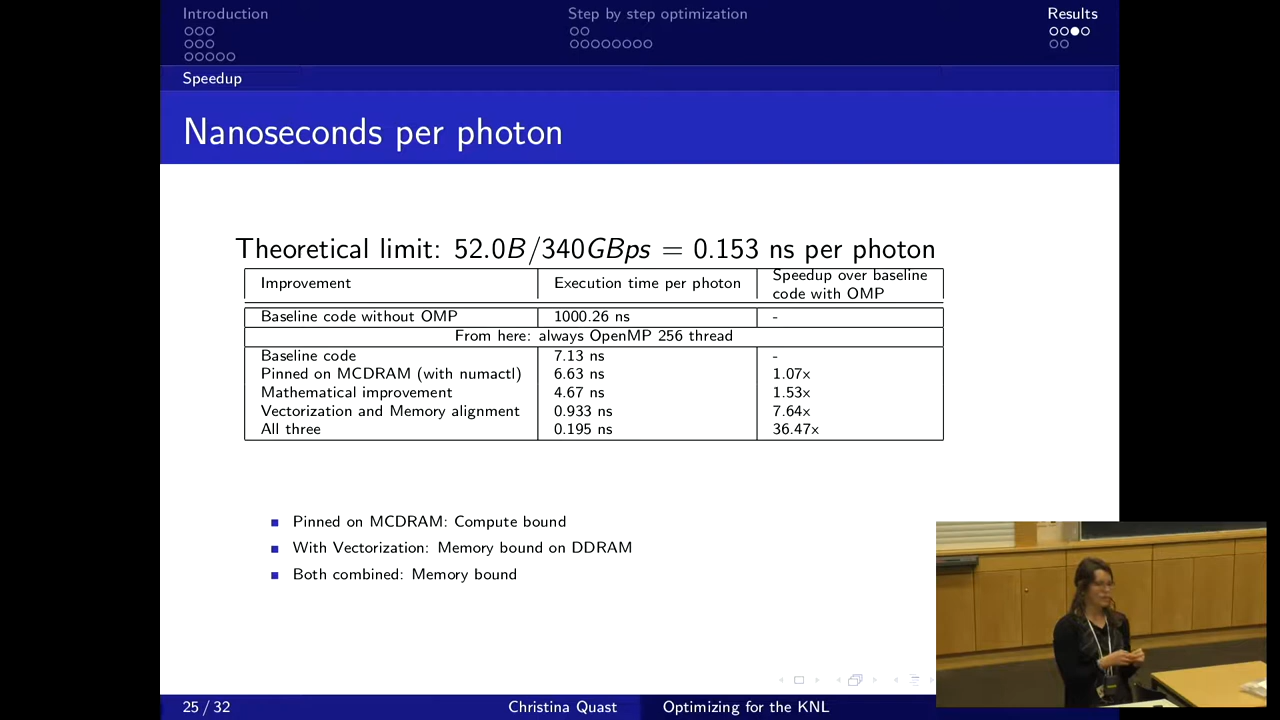 Introduction
Step by step optimization
Results
Speedup
Nanoseconds per photon
Theoretical limit: 52.0B/340GBps = 0.153 ns per photon
Improvement
Execution time per photon
Speedup over baseline
code with OMP
Baseline code without OMP
1000.26 ns
-
From here: always OpenMP 256 thread
Baseline code
7.13 ns
-
Pinned on MCDRAM (with numactl)
6.63 ns
1.07x
Mathematical improvement
4.67 ns
1.53x
Vectorization and Memory alignment
0.933 ns
7.64x
All three
0.195 ns
36.47x
Pinned on MCDRAM: Compute bound
With Vectorization: Memory bound on DDRAM
Both combined: Memory bound
25 / 32
Christina Quast
Optimizing for the KNL